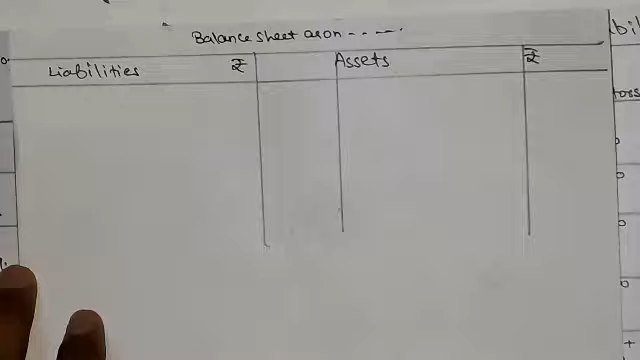 Balance sheet as on - - - - -
Liabilities ₹ Assets ₹